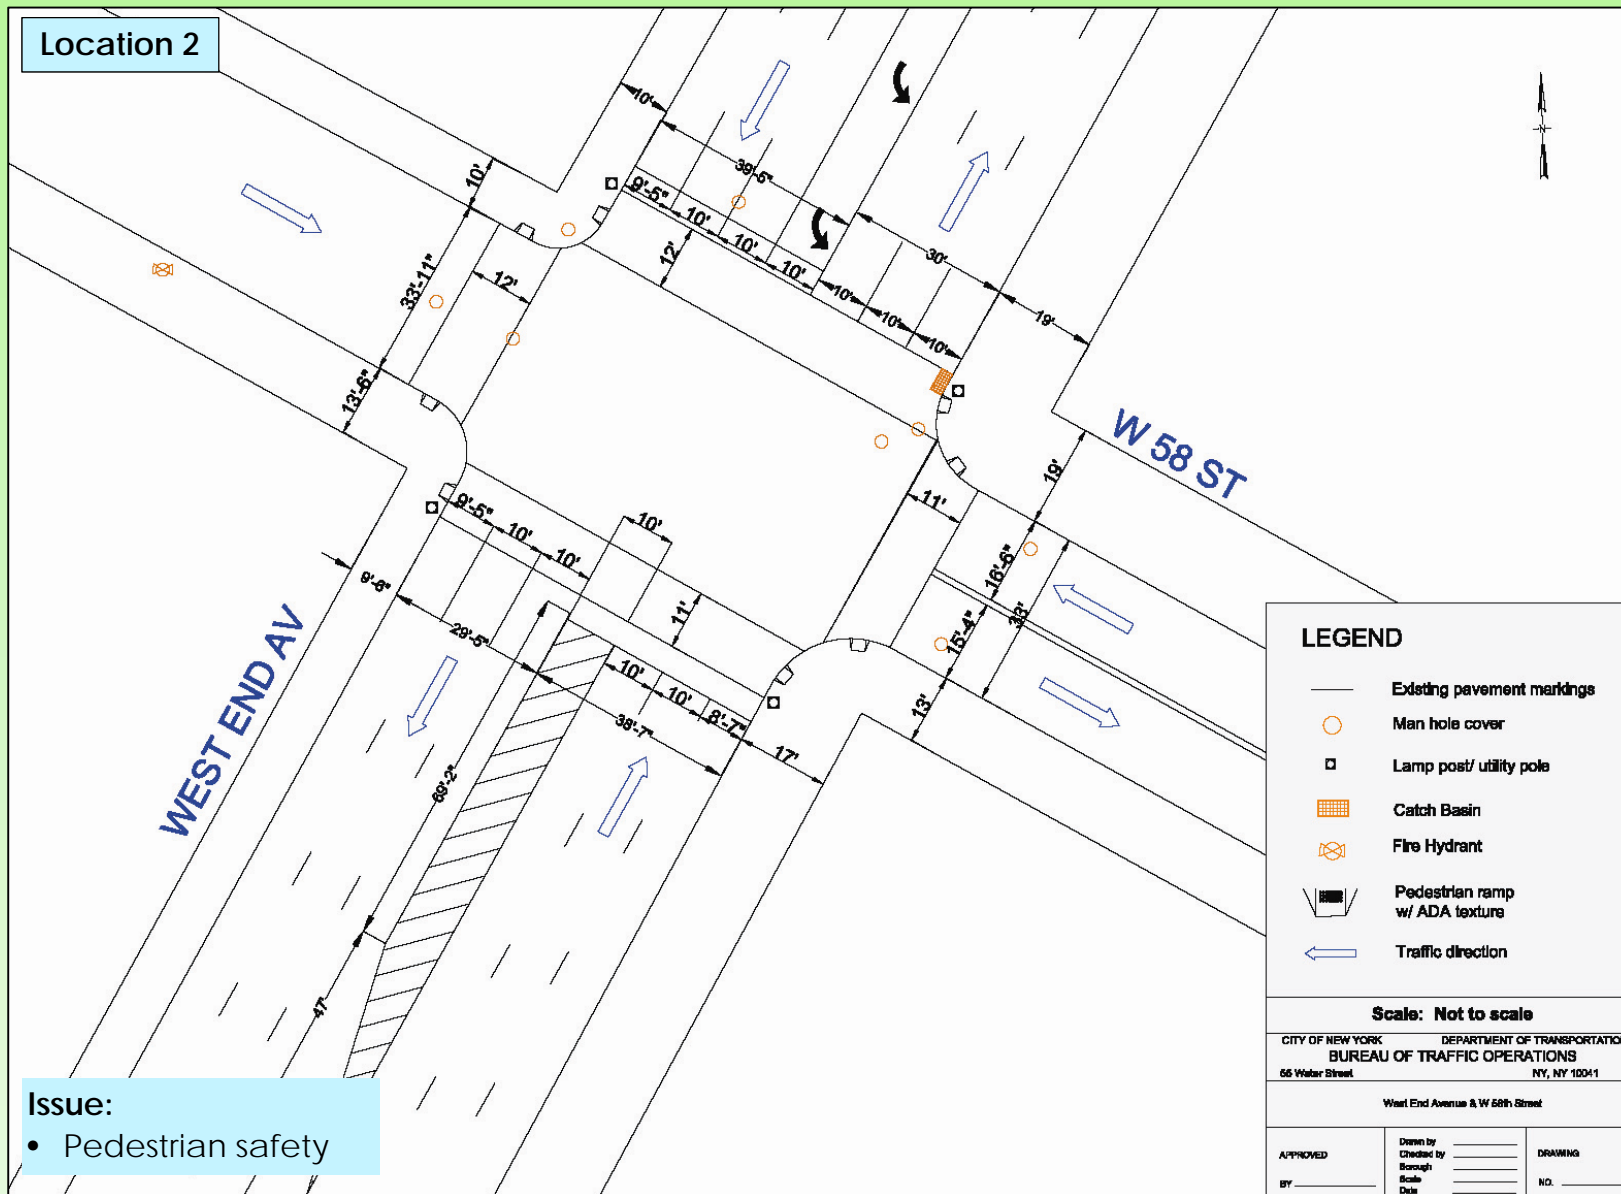 Location 2
N
10'
10'
39'-5"
9'-5"
10'
10'
10'
10'
10'
10'
12'
30'
19'
33'-11"
12'
13'-6"
W 58 ST
19'
11'
16'-6"
33'
15'-4"
13'
9'-5"
10'
10'
10'
11'
9'-6"
29'-5"
10'
10'
8'-7"
38'-7"
17'
69'-2"
47'
WEST END AV
LEGEND
Existing pavement markings
Man hole cover
Lamp post/ utility pole
Catch Basin
Fire Hydrant
Pedestrian ramp
w/ ADA texture
Traffic direction
Scale: Not to scale
CITY OF NEW YORK DEPARTMENT OF TRANSPORTATIO
BUREAU OF TRAFFIC OPERATIONS
Water Street NY, NY 10041
West End Avenue & W 58th Street
APPROVED
BY
Drawn by
Checked by
Borough
Scale
Date
DRAWING
NO.
Issue:
• Pedestrian safety